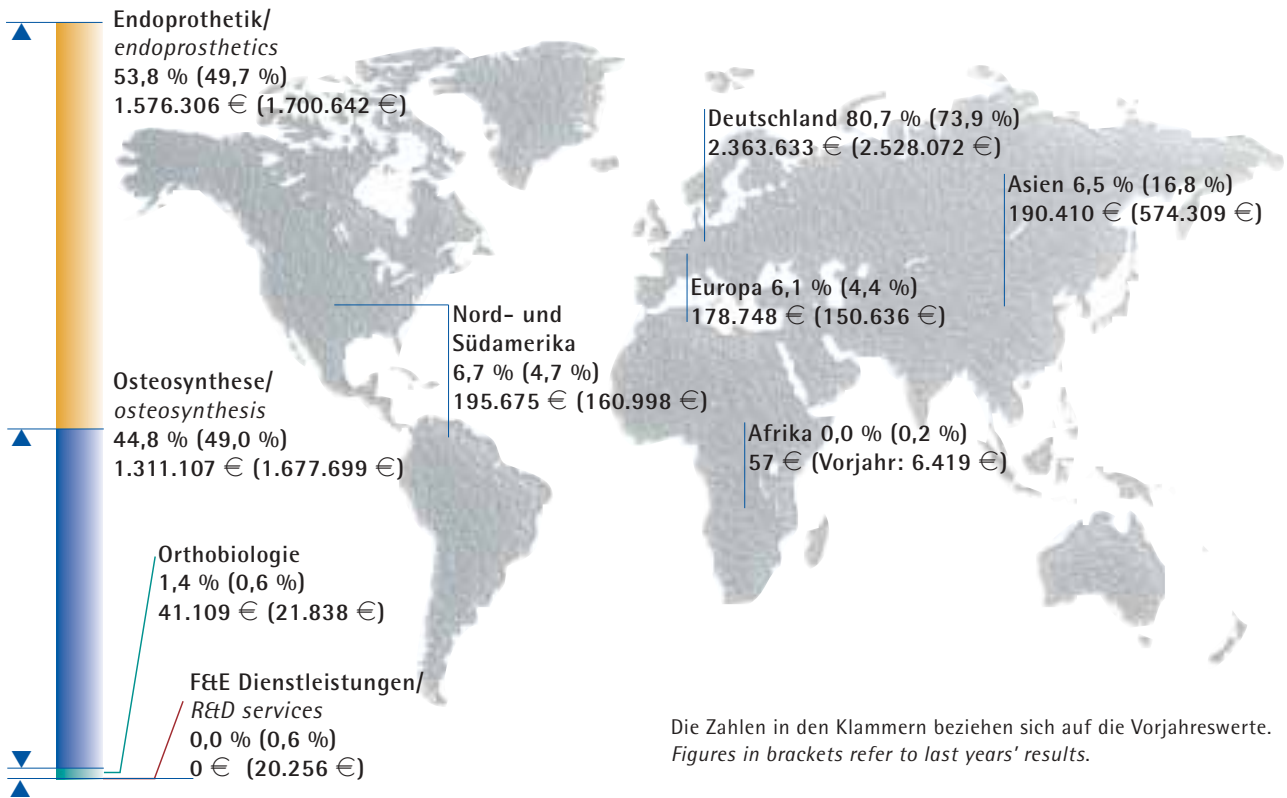 Endoprothetik/
endoprosthetics
53,8 % (49,7 %)
1.576.306 € (1.700.642 €)
Osteosynthese/
osteosynthesis
44,8 % (49,0 %)
1.311.107 € (1.677.699 €)
Orthobiologie
1,4 % (0,6 %)
41.109 € (21.838 €)
F&E Dienstleistungen/
R&D services
0,0 % (0,6 %)
0 € (20.256 €)
Nord- und
Südamerika
6,7 % (4,7 %)
195.675 € (160.998 €)
Deutschland 80,7 % (73,9 %)
2.363.633 € (2.528.072 €)
Europa 6,1 % (4,4 %)
178.748 € (150.636 €)
Asien 6,5 % (16,8 %)
190.410 € (574.309 €)
Afrika 0,0 % (0,2 %)
57 € (Vorjahr: 6.419 €)
Die Zahlen in den Klammern beziehen sich auf die Vorjahreswerte.
Figures in brackets refer to last years' results.